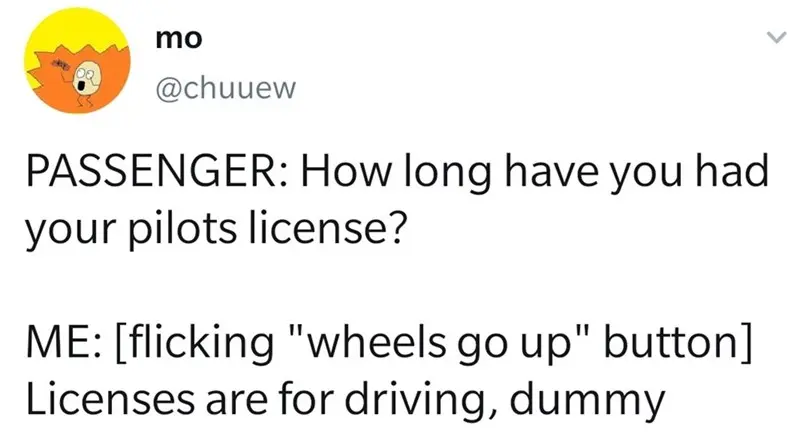 mo
@chuuew
PASSENGER: How long have you had
your pilots license?
ME: [flicking "wheels go up" button]
Licenses are for driving, dummy